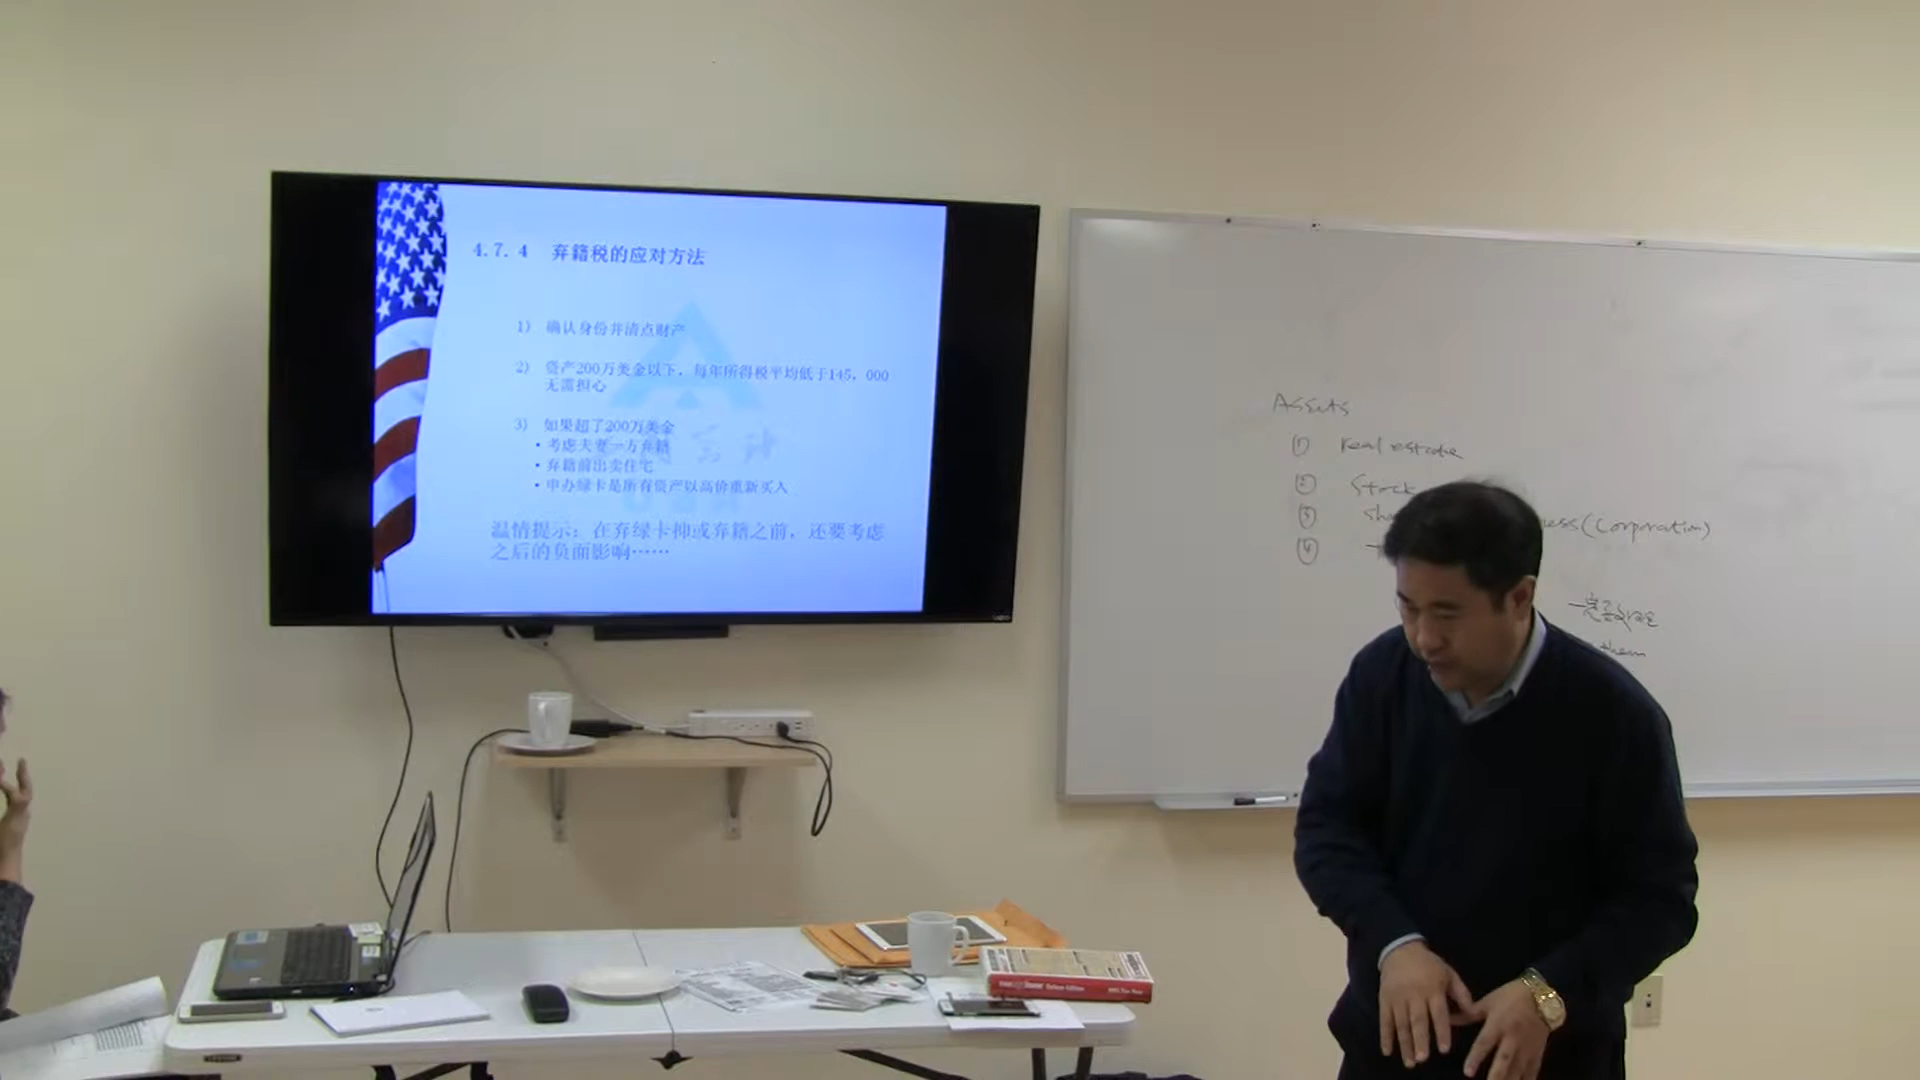 4.7.4 弃籍税的应对方法
1) 确认身份并清点财产
2) 资产200万美金以下，每年所得税平均低于145，000
无需担心
3) 如果超了200万美金
• 考虑夫妻一方弃籍
• 弃籍前出卖住宅
• 申办绿卡是所有资产以高价重新买入
温情提示：在弃绿卡抑或弃籍之前，还要考虑
之后的负面影响……
Assets
① Real estate
② Stock
③ (Corporation)
④